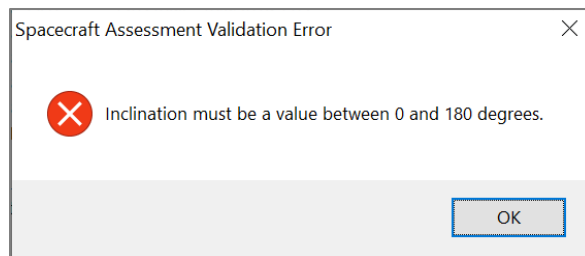 Spacecraft Assessment Validation Error
Inclination must be a value between 0 and 180 degrees.
OK